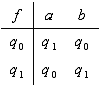 f a b
q₀ q₁ q₀
q₁ q₀ q₁